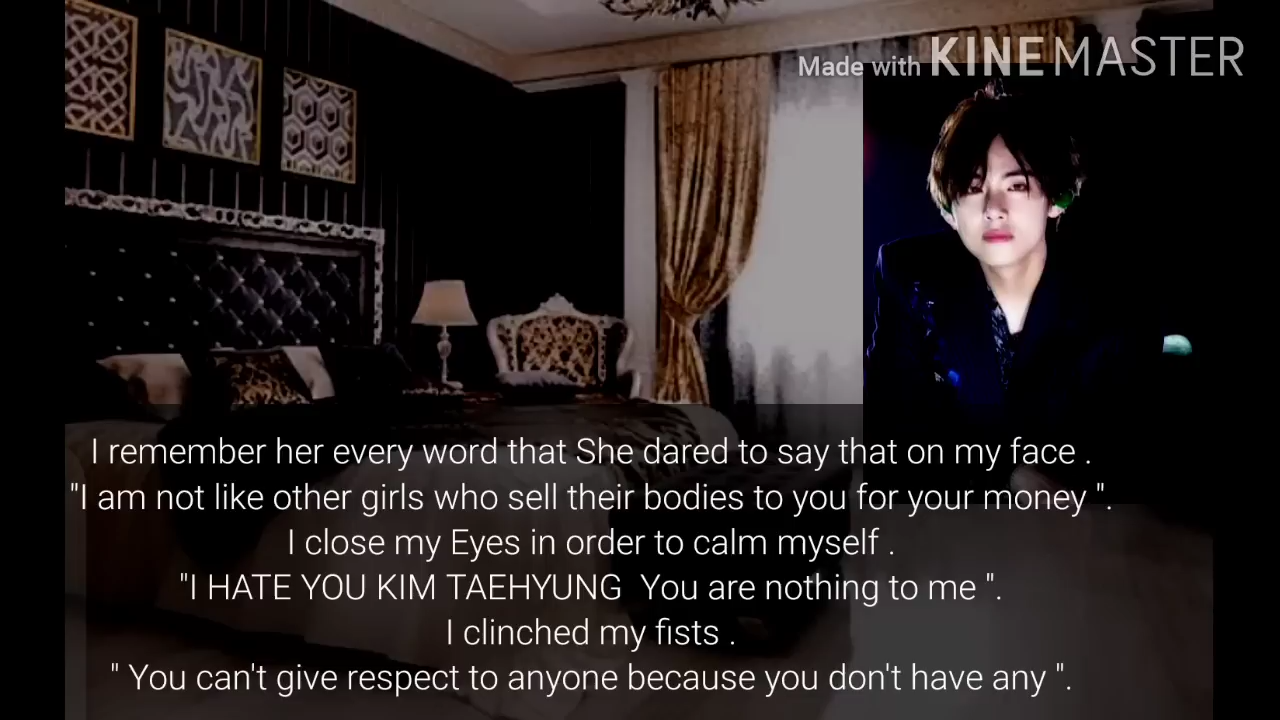 Made with KINEMASTER
I remember her every word that She dared to say that on my face .
"I am not like other girls who sell their bodies to you for your money ".
I close my Eyes in order to calm myself .
"I HATE YOU KIM TAEHYUNG  You are nothing to me ".
I clinched my fists .
" You can't give respect to anyone because you don't have any ".